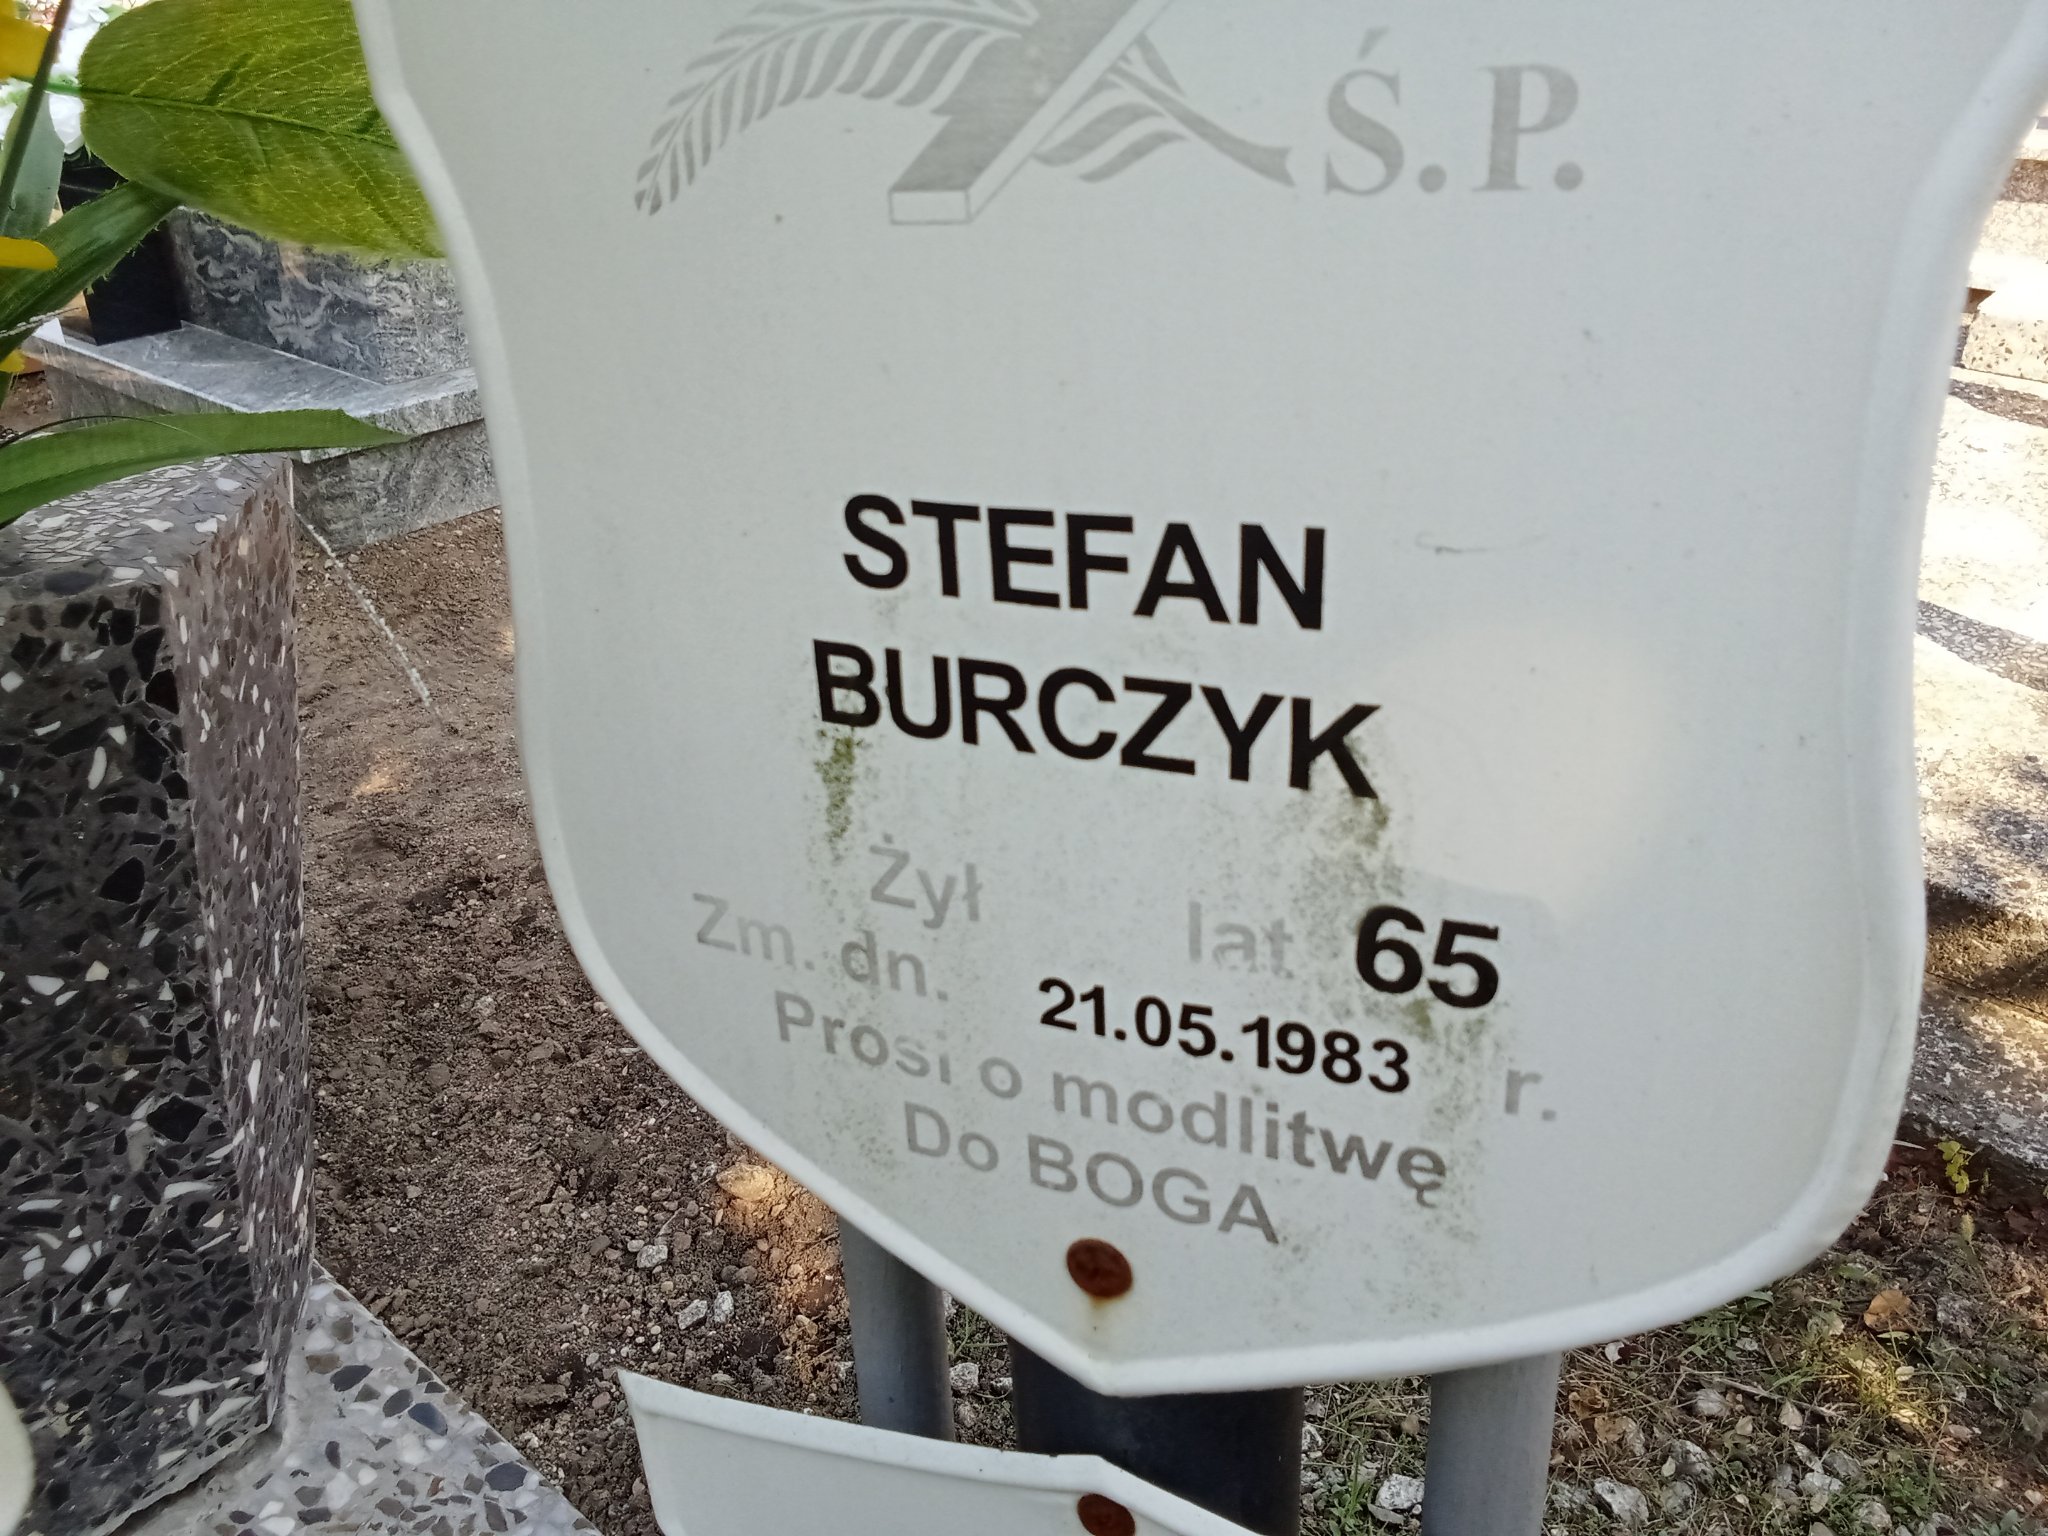 Ś.P.
STEFAN
BURCZYK
Żył lat 65
Zm. dn. 21.05.1983 r.
Prosi o modlitwę
Do BOGA